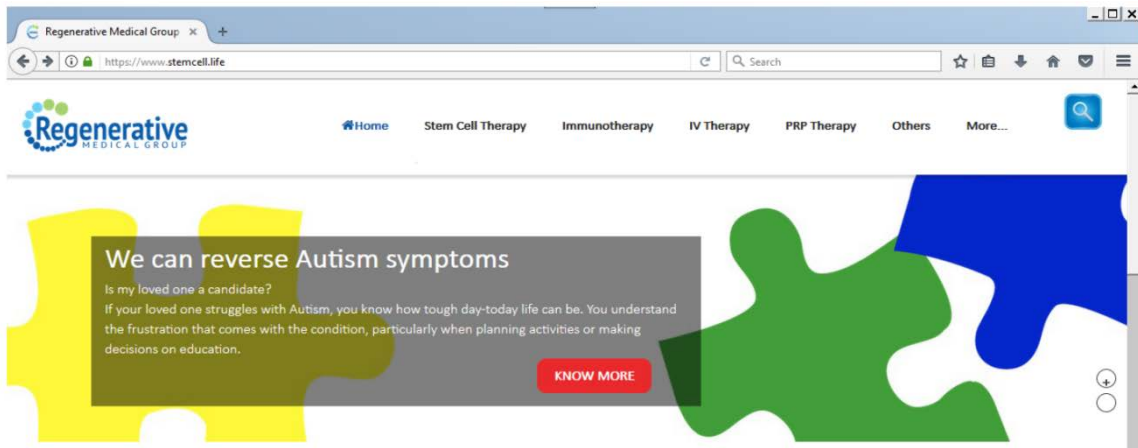 Regenerative Medical Group
https://www.stemcell.life
Search
Regenerative
MEDICAL GROUP
Home Stem Cell Therapy Immunotherapy IV Therapy PRP Therapy Others More...
We can reverse Autism symptoms
Is my loved one a candidate?
If your loved one struggles with Autism, you know how tough day-today life can be. You understand
the frustration that comes with the condition, particularly when planning activities or making
decisions on education.
KNOW MORE